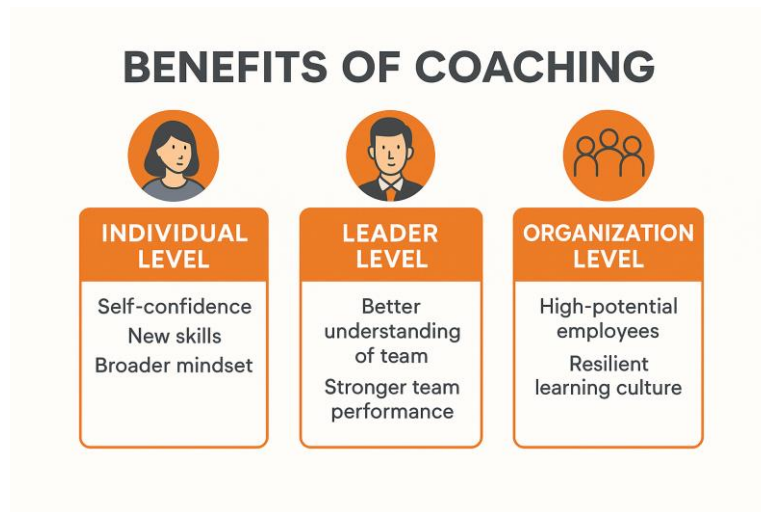 BENEFITS OF COACHING
INDIVIDUAL
LEVEL
Self-confidence
New skills
Broader mindset
LEADER
LEVEL
Better
understanding
of team
Stronger team
performance
ORGANIZATION
LEVEL
High-potential
employees
Resilient
learning culture